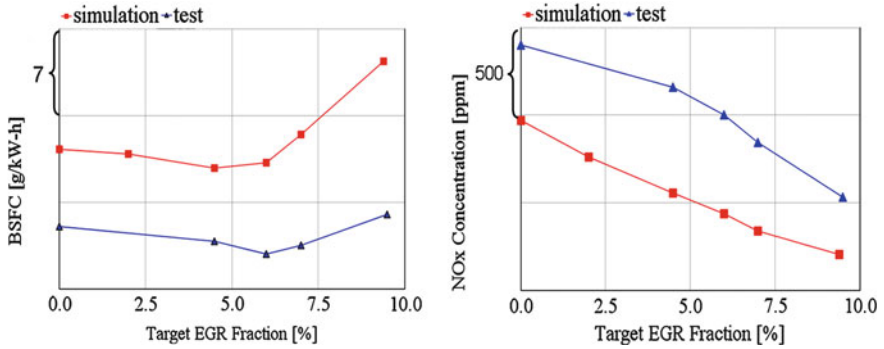 simulation test
7
BSFC [g/kW-h]
0.0 2.5 5.0 7.5 10.0
Target EGR Fraction [%]
simulation test
500
NOx Concentration [ppm]
0.0 2.5 5.0 7.5 10.0
Target EGR Fraction [%]